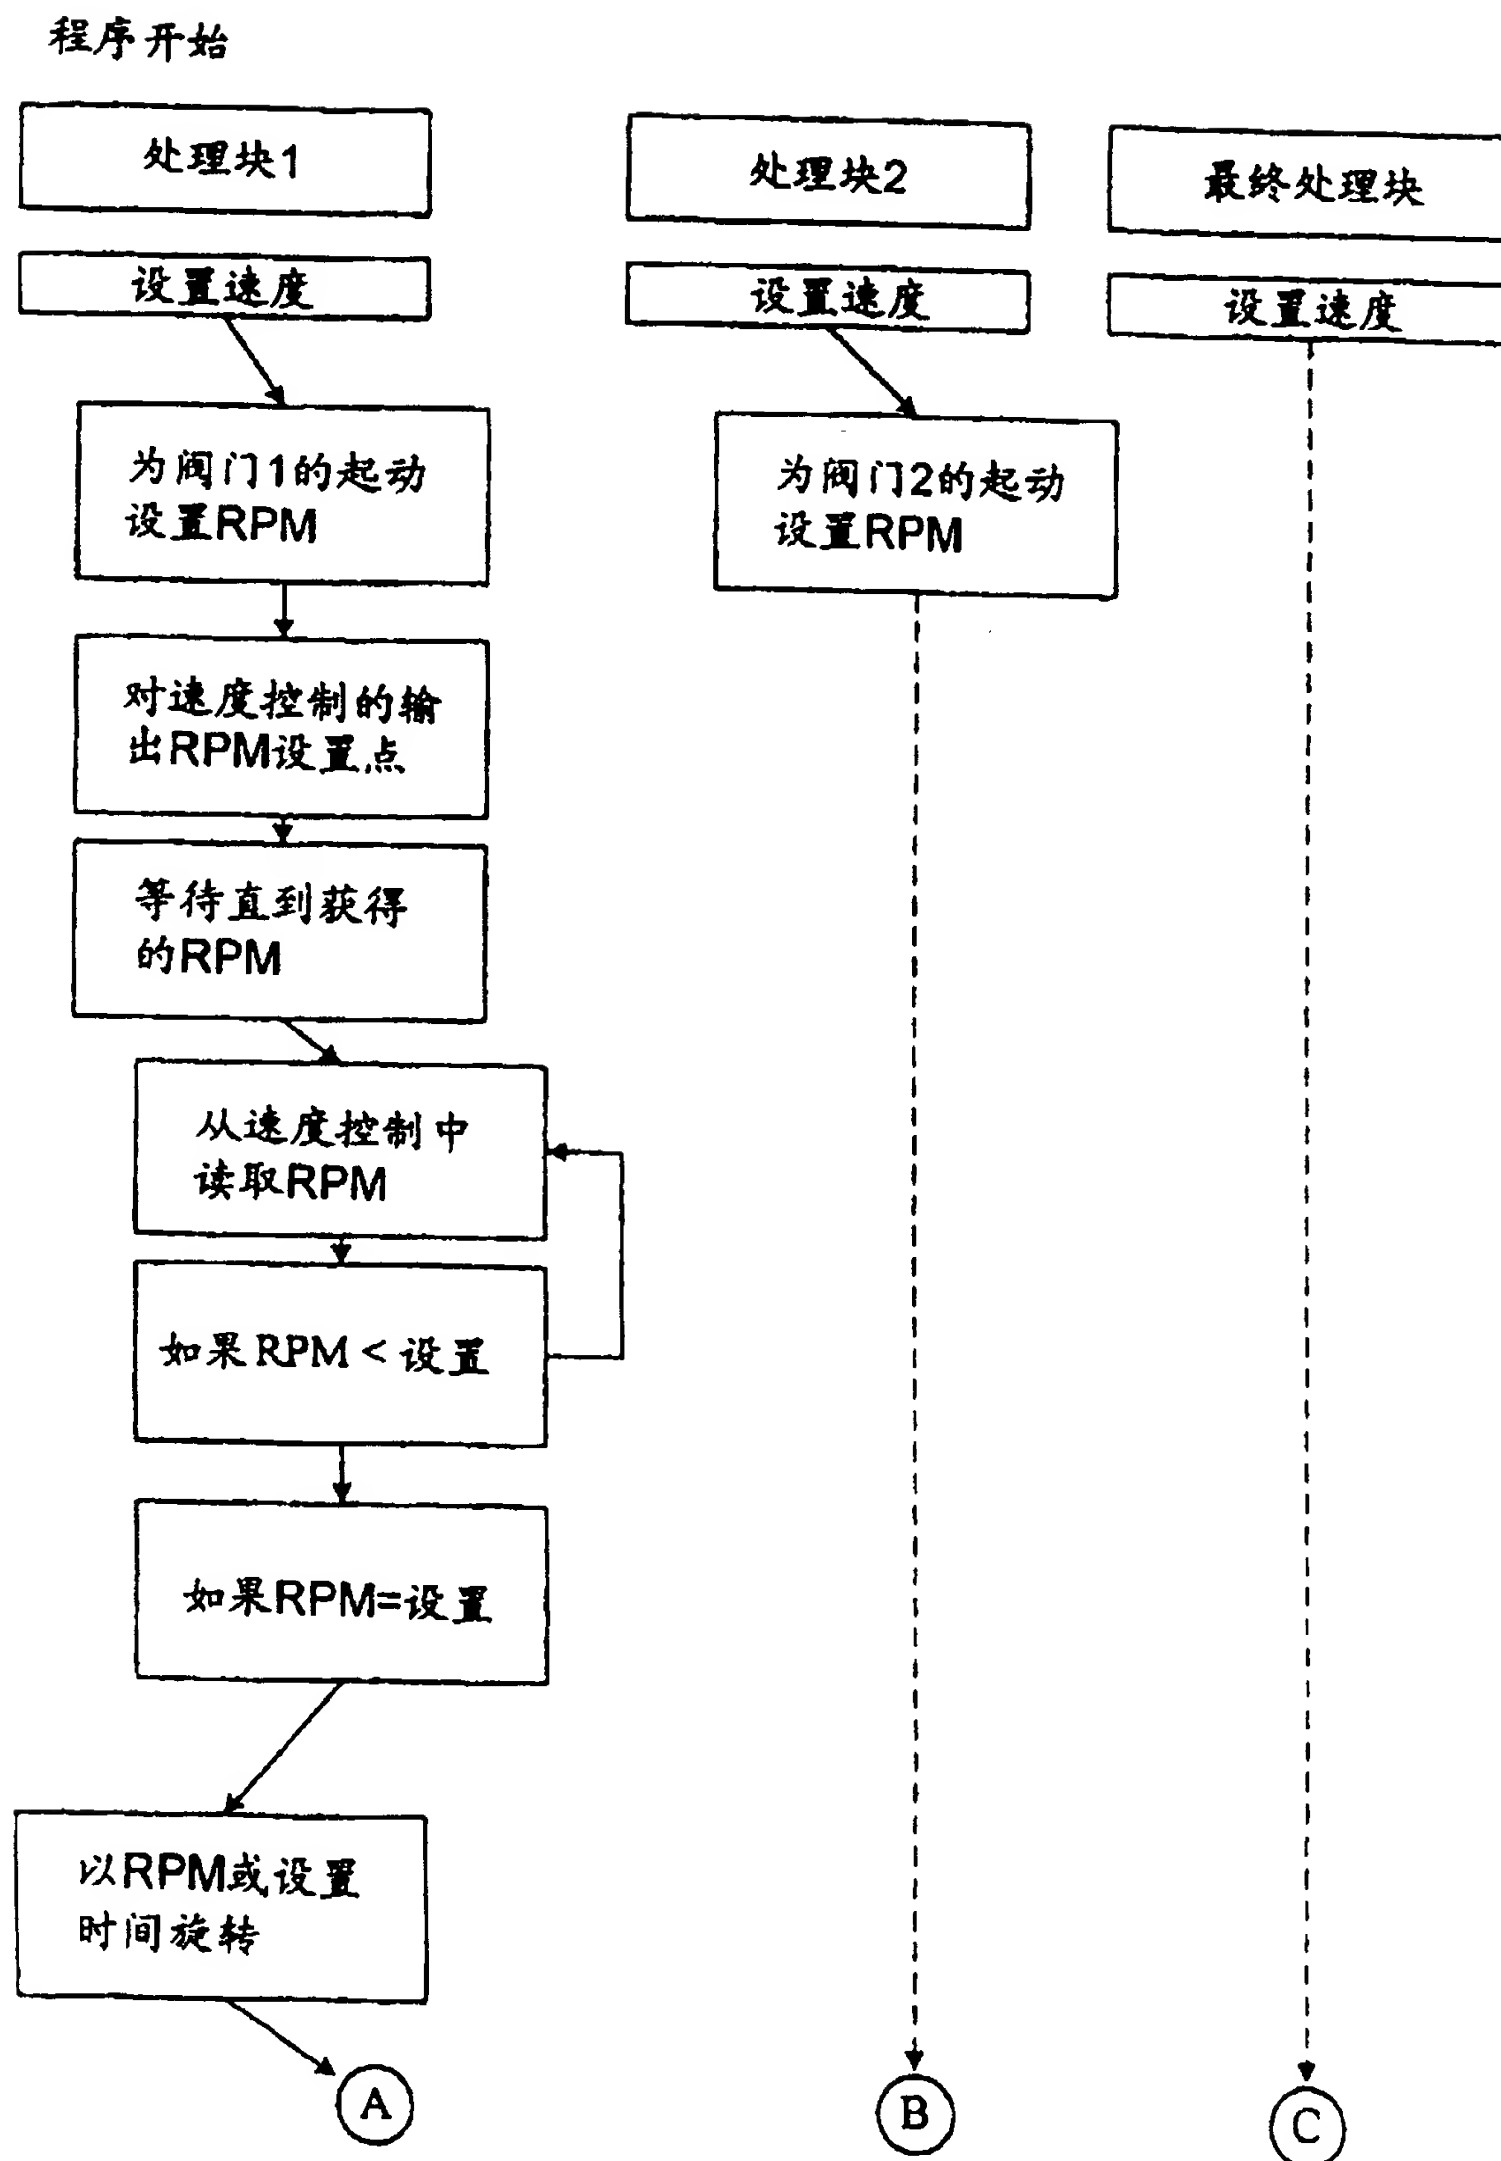 程序开始
处理块1
设置速度
为阀门1的起动
设置RPM
对速度控制的输
出RPM设置点
等待直到获得
的RPM
从速度控制中
读取RPM
如果RPM<设置
如果RPM=设置
以RPM或设置
时间旋转
A
处理块2
设置速度
为阀门2的起动
设置RPM
B
最终处理块
设置速度
C